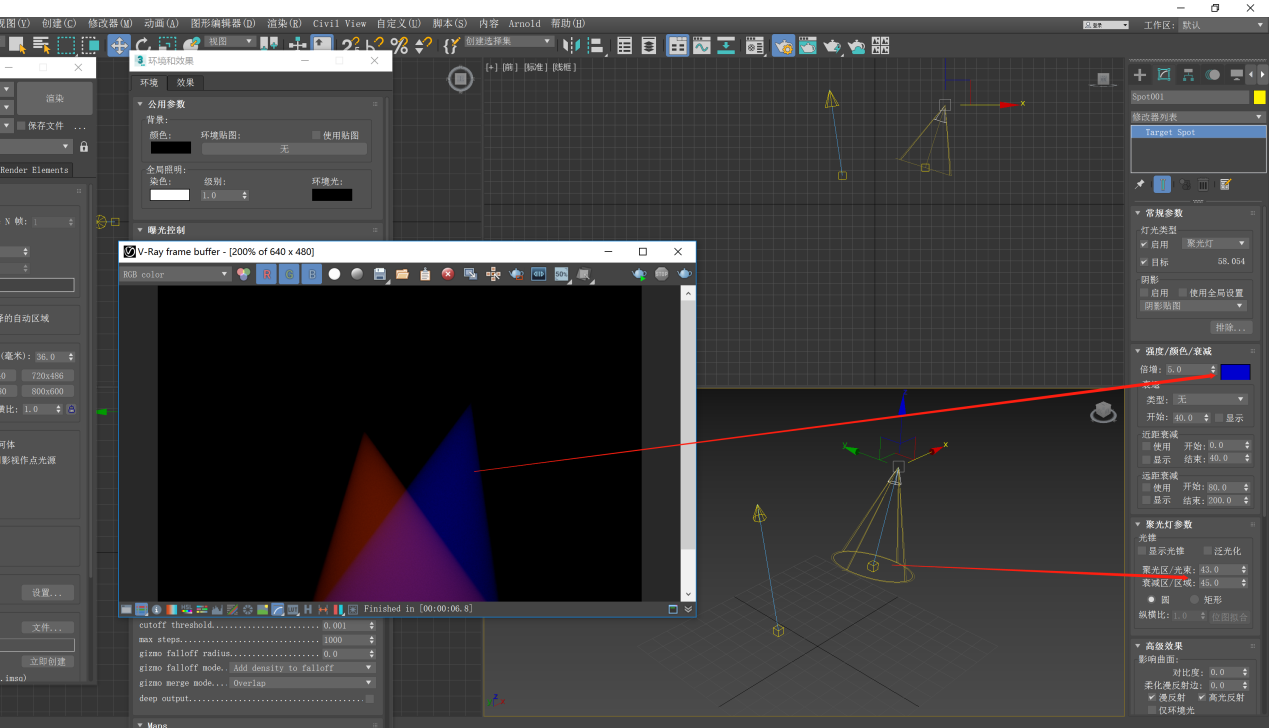 视图(V) 创建(C) 修改器(M) 动画(A) 图形编辑器(D) 渲染(R) Civil View 自定义(U) 脚本(S) 内容 Arnold 帮助(H)
登录
工作区: 默认
视图
创建选择集
渲染
保存文件 ...
Render Elements
N 帧: 1
择的自动区域
(毫米): 36.0
720x486
800x600
横比: 1.0
何体
阴影视作点光源
设置...
文件...
立即创建
.imsq)
3 环境和效果
环境 效果
公用参数
背景:
颜色: 环境贴图: 使用贴图
无
全局照明:
染色: 级别: 环境光:
1.0
曝光控制
V-Ray frame buffer - [200% of 640 x 480]
RGB color
R G B
50%
Finished in [00:00:06.8]
cutoff threshold.................... 0.001
max steps........................... 1000
gizmo falloff radius................ 0.0
gizmo falloff mode.. Add density to falloff
gizmo merge mode.... Overlap
deep output.....................................
Maps
[+] [前] [标准] [线框]
x
z
y
x
z
x
Spot001
修改器列表
Target Spot
常规参数
灯光类型
启用 聚光灯
目标 58.054
阴影
启用 使用全局设置
阴影贴图
排除...
强度/颜色/衰减
倍增: 5.0
衰退
类型: 无
开始: 40.0 显示
近距衰减
使用 开始: 0.0
显示 结束: 40.0
远距衰减
使用 开始: 80.0
显示 结束: 200.0
聚光灯参数
光锥
显示光锥 泛光化
聚光区/光束: 43.0
衰减区/区域: 45.0
圆 矩形
纵横比: 1.0 位图拟合
高级效果
影响曲面:
对比度: 0.0
柔化漫反射边: 0.0
漫反射 高光反射
仅环境光